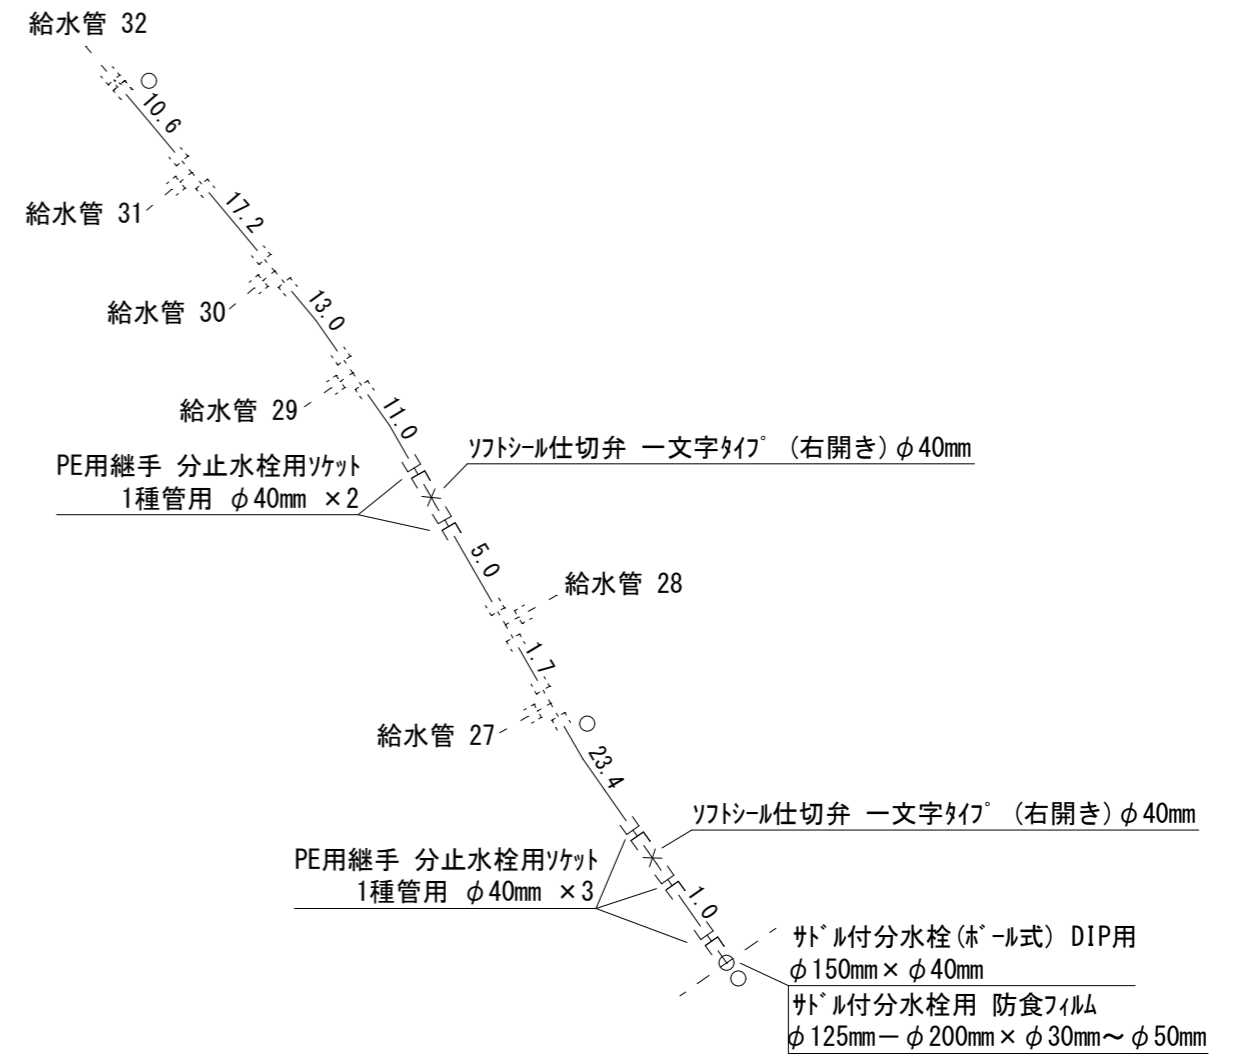 給水管 32
10.6
給水管 31
17.2
給水管 30
13.0
給水管 29
11.0
ｿﾌﾄｼｰﾙ仕切弁 一文字ﾀｲﾌﾟ (右開き)φ40mm
PE用継手 分止水栓用ｿｹｯﾄ
1種管用 φ40mm ×2
5.0
給水管 28
1.7
給水管 27
23.4
ｿﾌﾄｼｰﾙ仕切弁 一文字ﾀｲﾌﾟ (右開き)φ40mm
PE用継手 分止水栓用ｿｹｯﾄ
1種管用 φ40mm ×3
1.0
ｻﾄﾞﾙ付分水栓(ﾎﾞｰﾙ式) DIP用
φ150mm×φ40mm
ｻﾄﾞﾙ付分水栓用 防食ﾌｨﾙﾑ
φ125mm－φ200mm×φ30mm～φ50mm